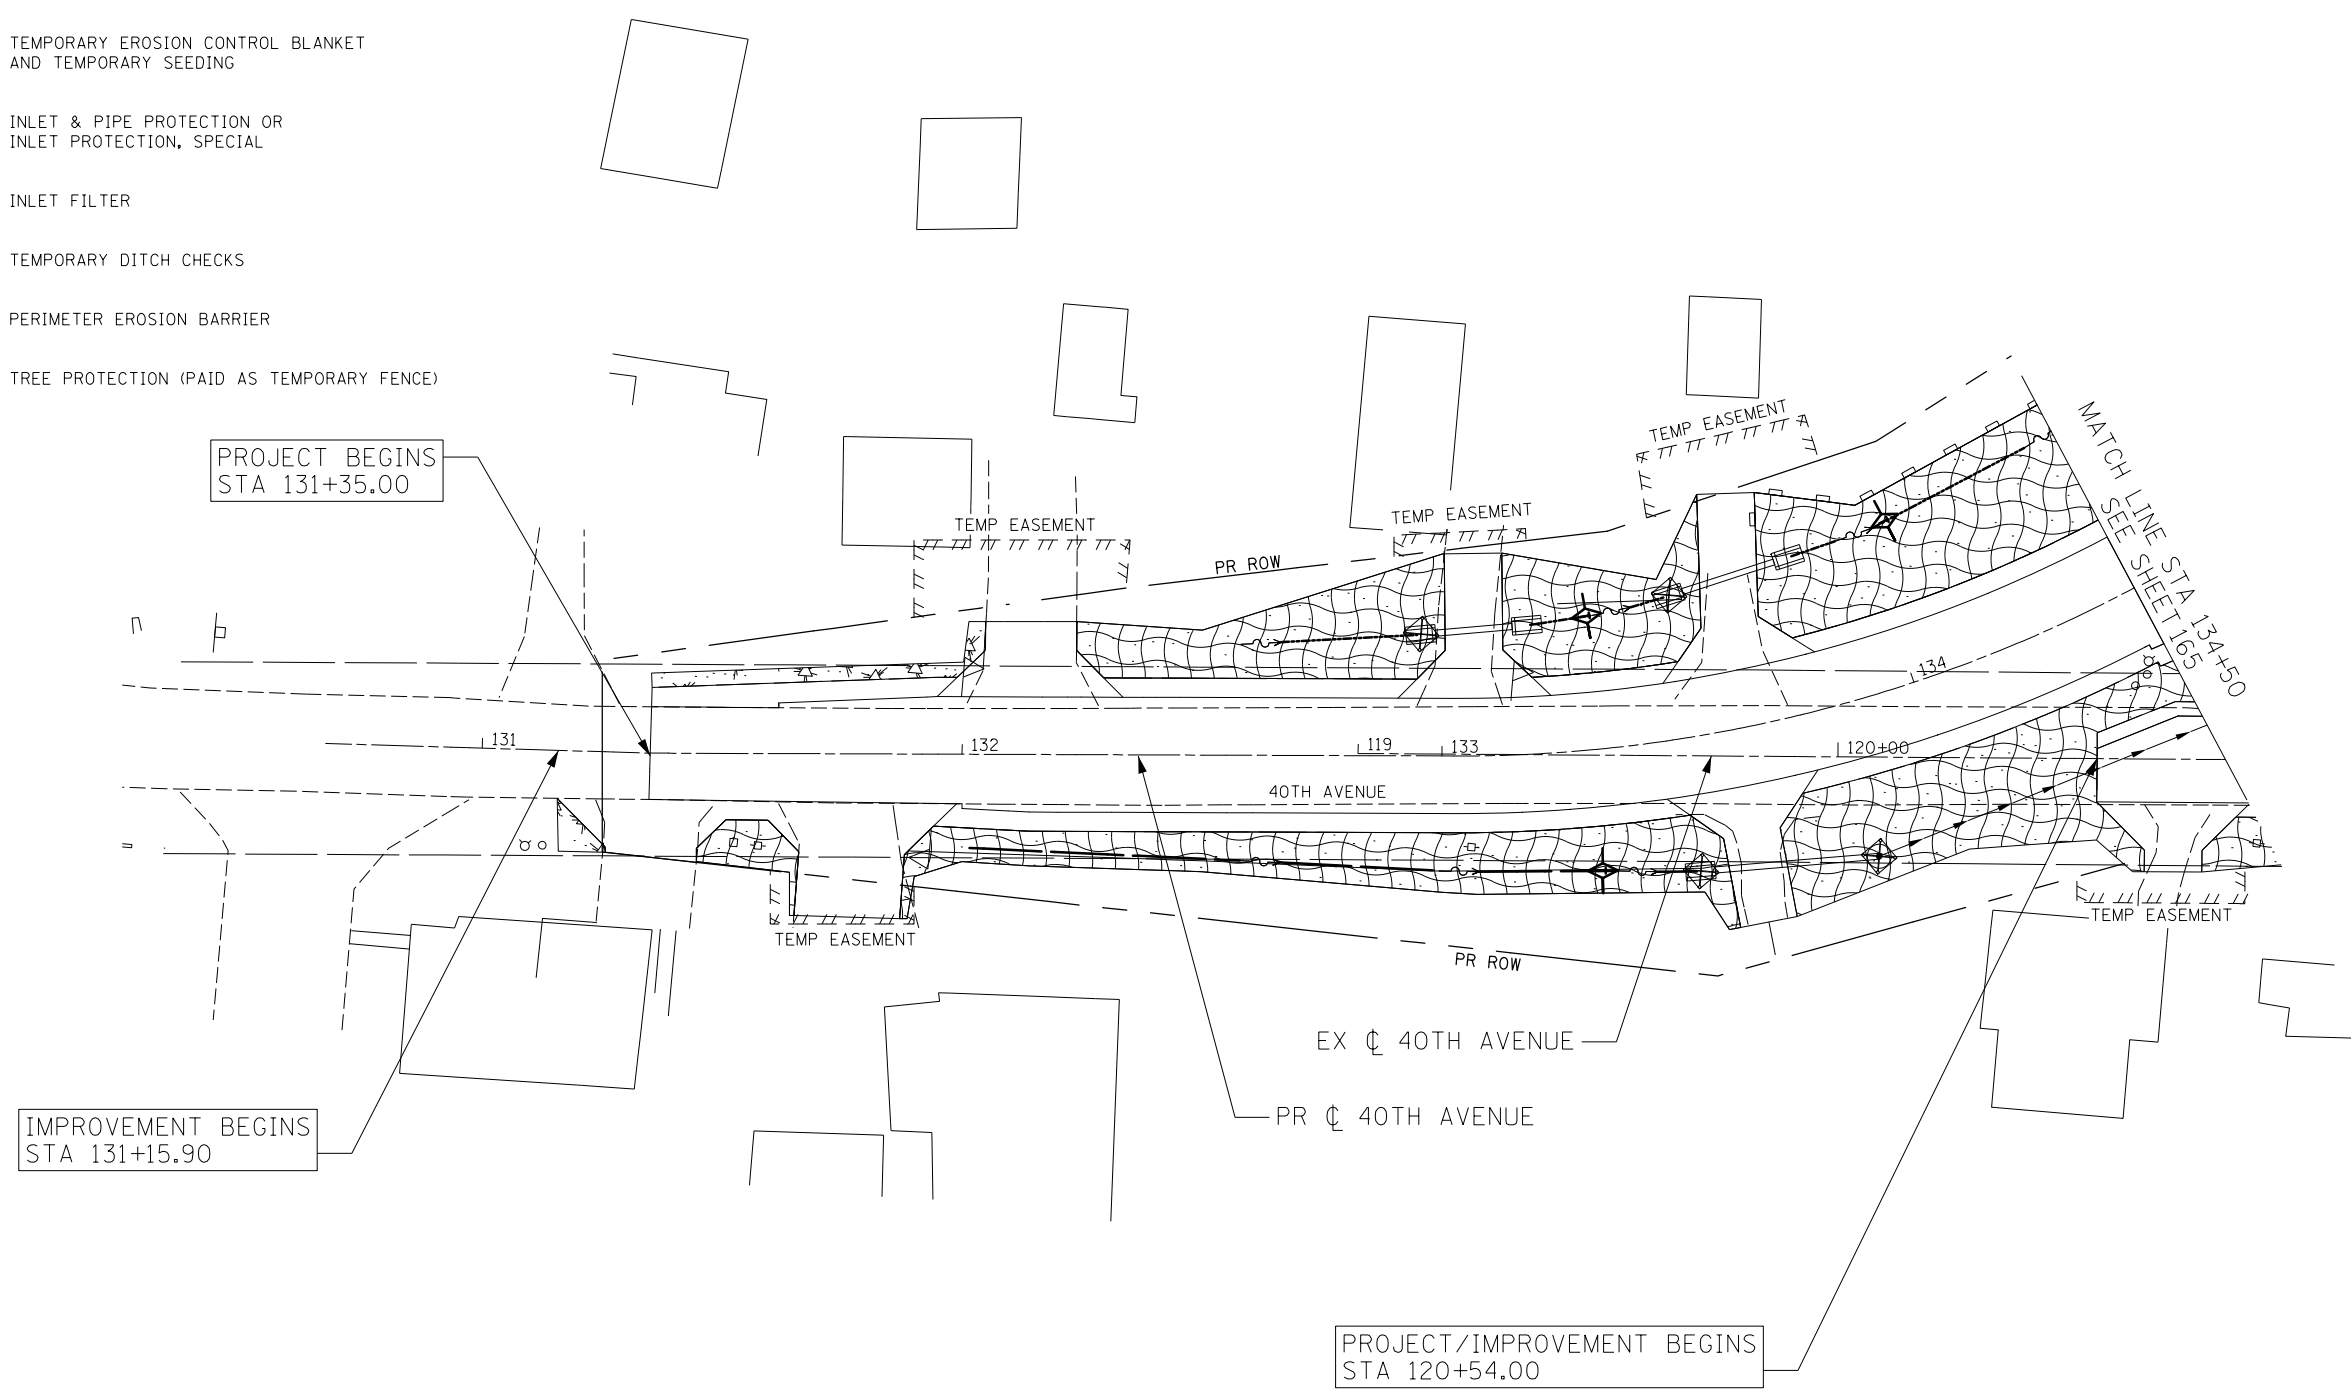 TEMPORARY EROSION CONTROL BLANKET
AND TEMPORARY SEEDING
INLET & PIPE PROTECTION OR
INLET PROTECTION, SPECIAL
INLET FILTER
TEMPORARY DITCH CHECKS
PERIMETER EROSION BARRIER
TREE PROTECTION (PAID AS TEMPORARY FENCE)
PROJECT BEGINS
STA 131+35.00
TEMP EASEMENT
TEMP EASEMENT
TEMP EASEMENT
MATCH LINE STA 134+50
SEE SHEET 165
PR ROW
134
131
132
119
133
120+00
40TH AVENUE
TEMP EASEMENT
TEMP EASEMENT
PR ROW
EX ℄ 40TH AVENUE
PR ℄ 40TH AVENUE
IMPROVEMENT BEGINS
STA 131+15.90
PROJECT/IMPROVEMENT BEGINS
STA 120+54.00